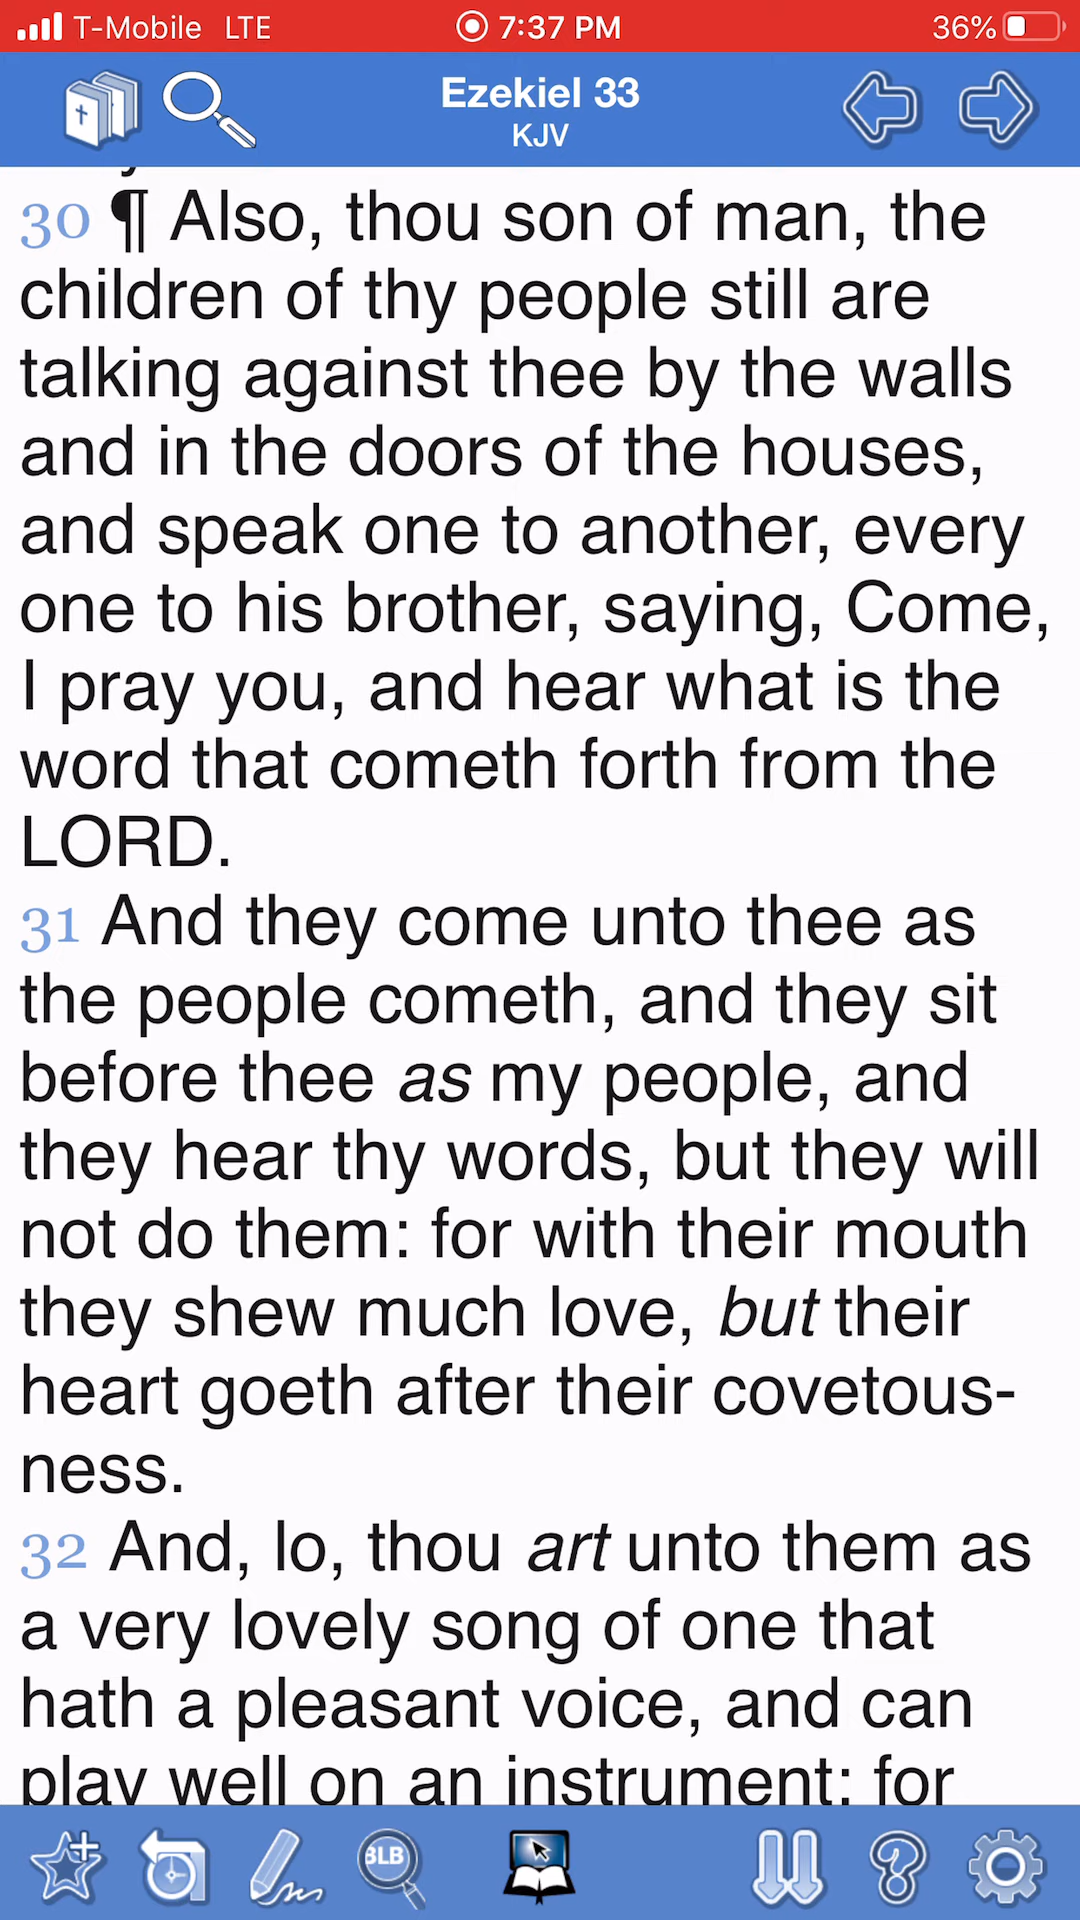 T-Mobile LTE 7:37 PM 36%
Ezekiel 33
KJV
30 ¶ Also, thou son of man, the
children of thy people still are
talking against thee by the walls
and in the doors of the houses,
and speak one to another, every
one to his brother, saying, Come,
I pray you, and hear what is the
word that cometh forth from the
LORD.
31 And they come unto thee as
the people cometh, and they sit
before thee as my people, and
they hear thy words, but they will
not do them: for with their mouth
they shew much love, but their
heart goeth after their covetous-
ness.
32 And, lo, thou art unto them as
a very lovely song of one that
hath a pleasant voice, and can
play well on an instrument: for
BLB